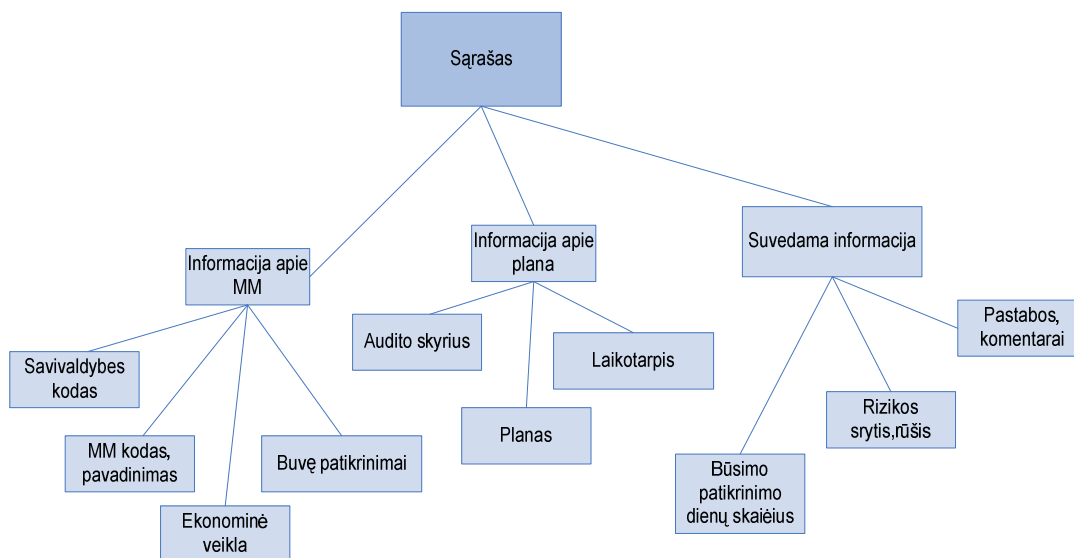 Sąrašas
Informacija apie
MM
Informacija apie
plana
Suvedama informacija
Savivaldybes
kodas
MM kodas,
pavadinimas
Ekonominė
veikla
Buvę patikrinimai
Audito skyrius
Planas
Laikotarpis
Būsimo
patikrinimo
dienų skaiėius
Rizikos
srytis,rūšis
Pastabos,
komentarai